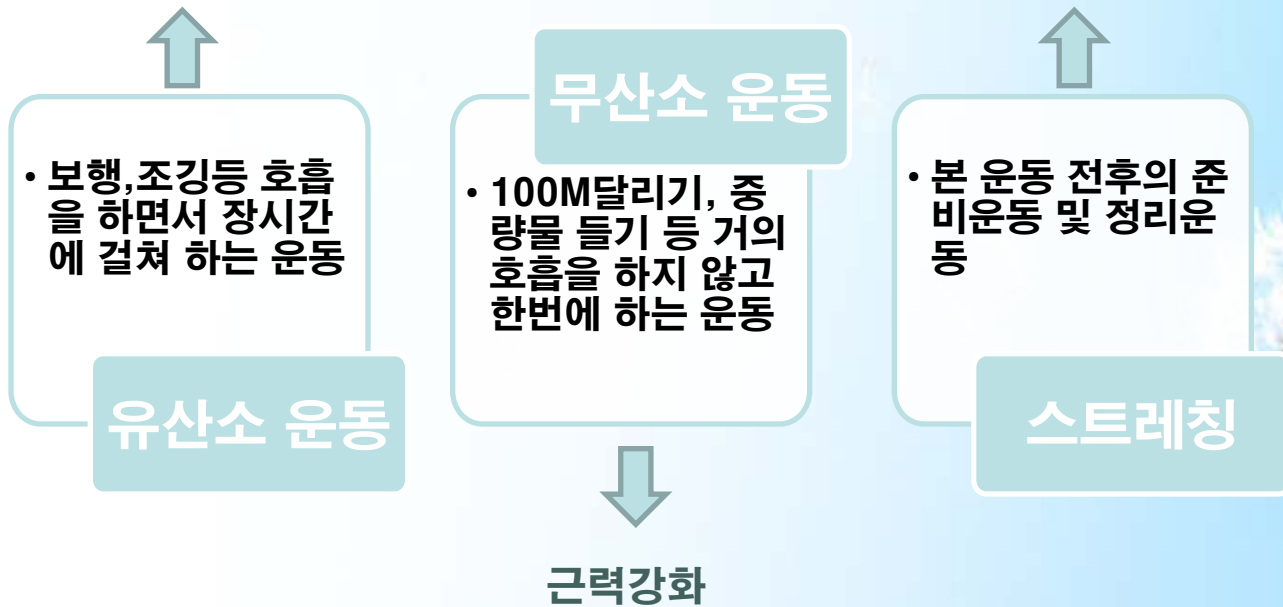 • 보행,조깅등 호흡
을 하면서 장시간
에 걸쳐 하는 운동
유산소 운동
무산소 운동
• 100M달리기, 중
량물 들기 등 거의
호흡을 하지 않고
한번에 하는 운동
근력강화
• 본 운동 전후의 준
비운동 및 정리운
동
스트레칭